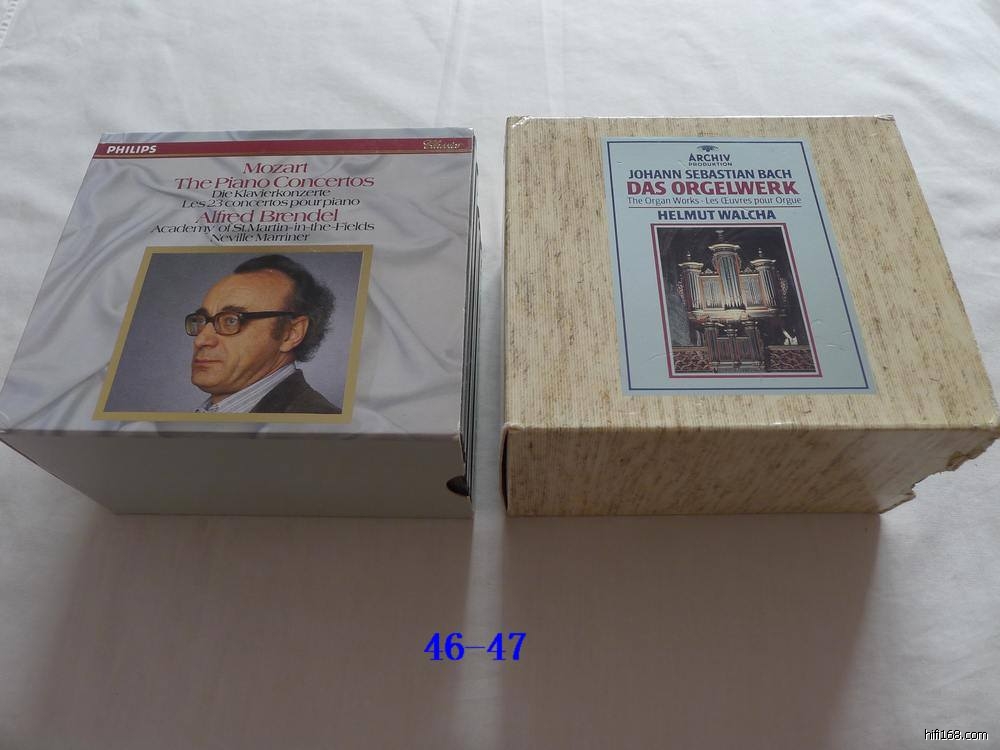 PHILIPS
Mozart
The Piano Concertos
Die Klavierkonzerte
Les 23 concertos pour piano
Alfred Brendel
Academy of St. Martin-in-the-Fields
Neville Marriner
ARCHIV
PRODUKTION
JOHANN SEBASTIAN BACH
DAS ORGELWERK
The Organ Works · Les Œuvres pour Orgue
HELMUT WALCHA
46-47
hifi168.com